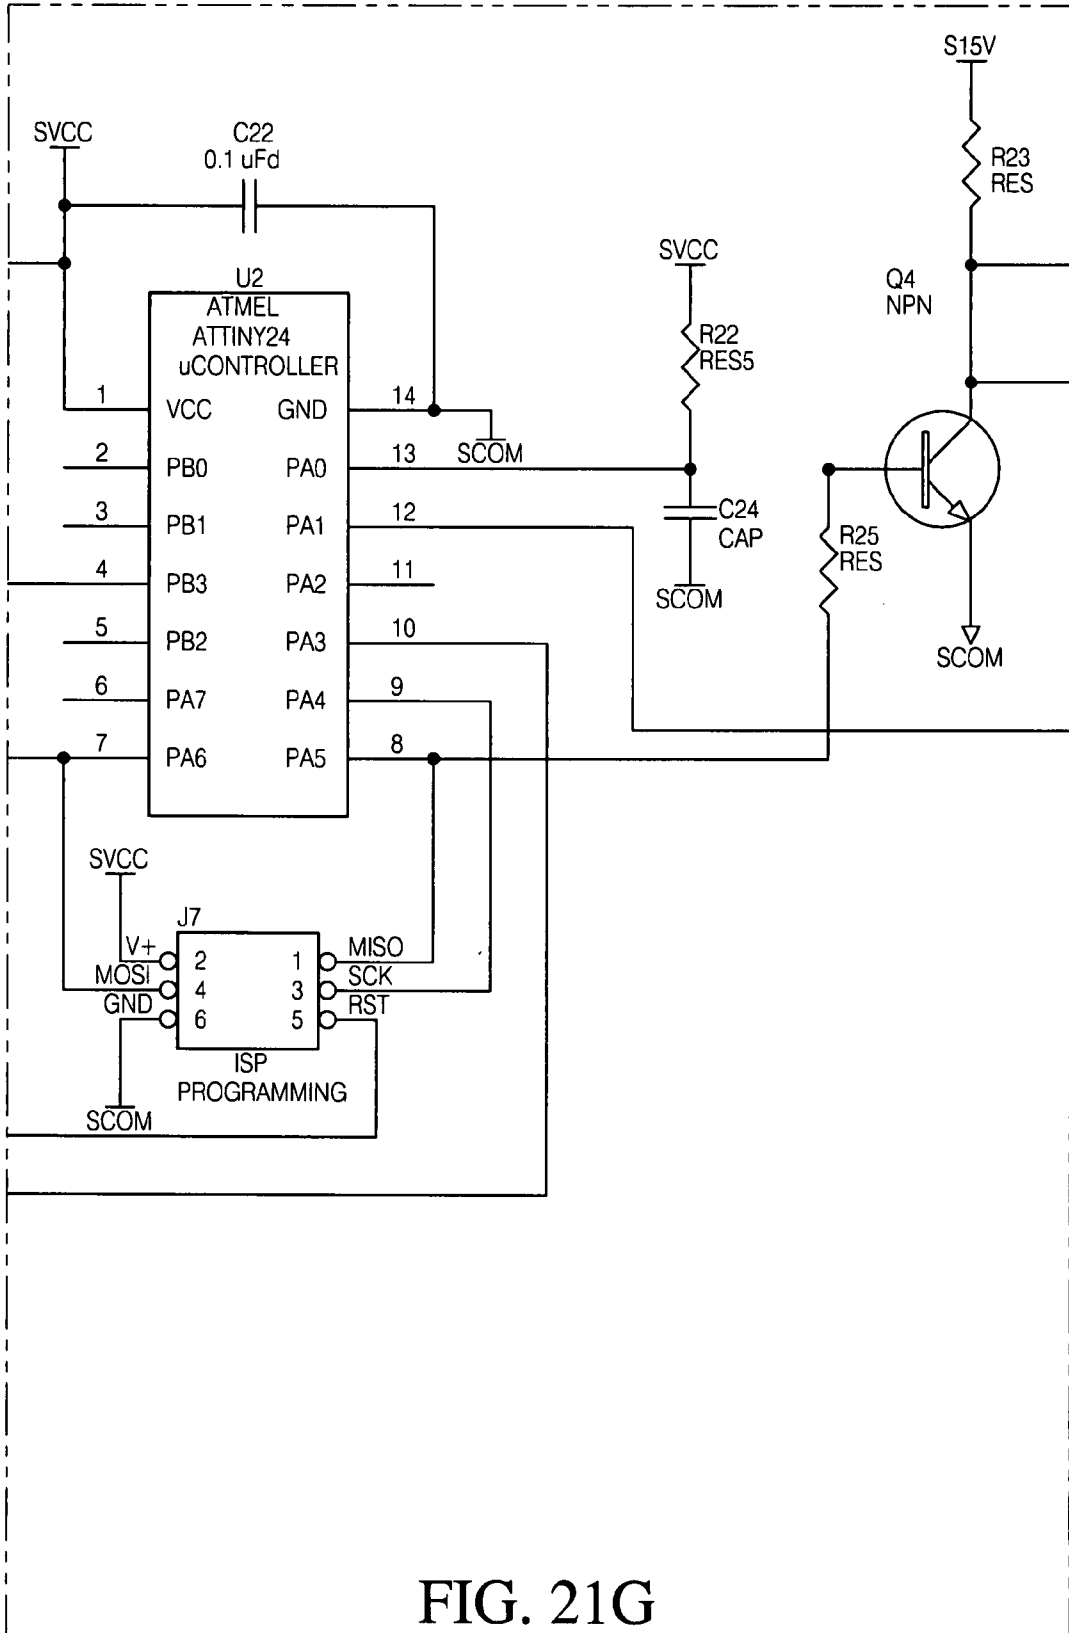 S15V
SVCC
C22
0.1 uFd
R23
RES
SVCC
U2
ATMEL
ATTINY24
uCONTROLLER
Q4
NPN
R22
RES5
1 VCC GND 14
SCOM
2 PB0 PA0 13
3 PB1 PA1 12
C24
CAP
R25
RES
4 PB3 PA2 11
SCOM
5 PB2 PA3 10
SCOM
6 PA7 PA4 9
7 PA6 PA5 8
SVCC
J7
V+ 2 1 MISO
MOSI 4 3 SCK
GND 6 5 RST
ISP
PROGRAMMING
SCOM
FIG. 21G